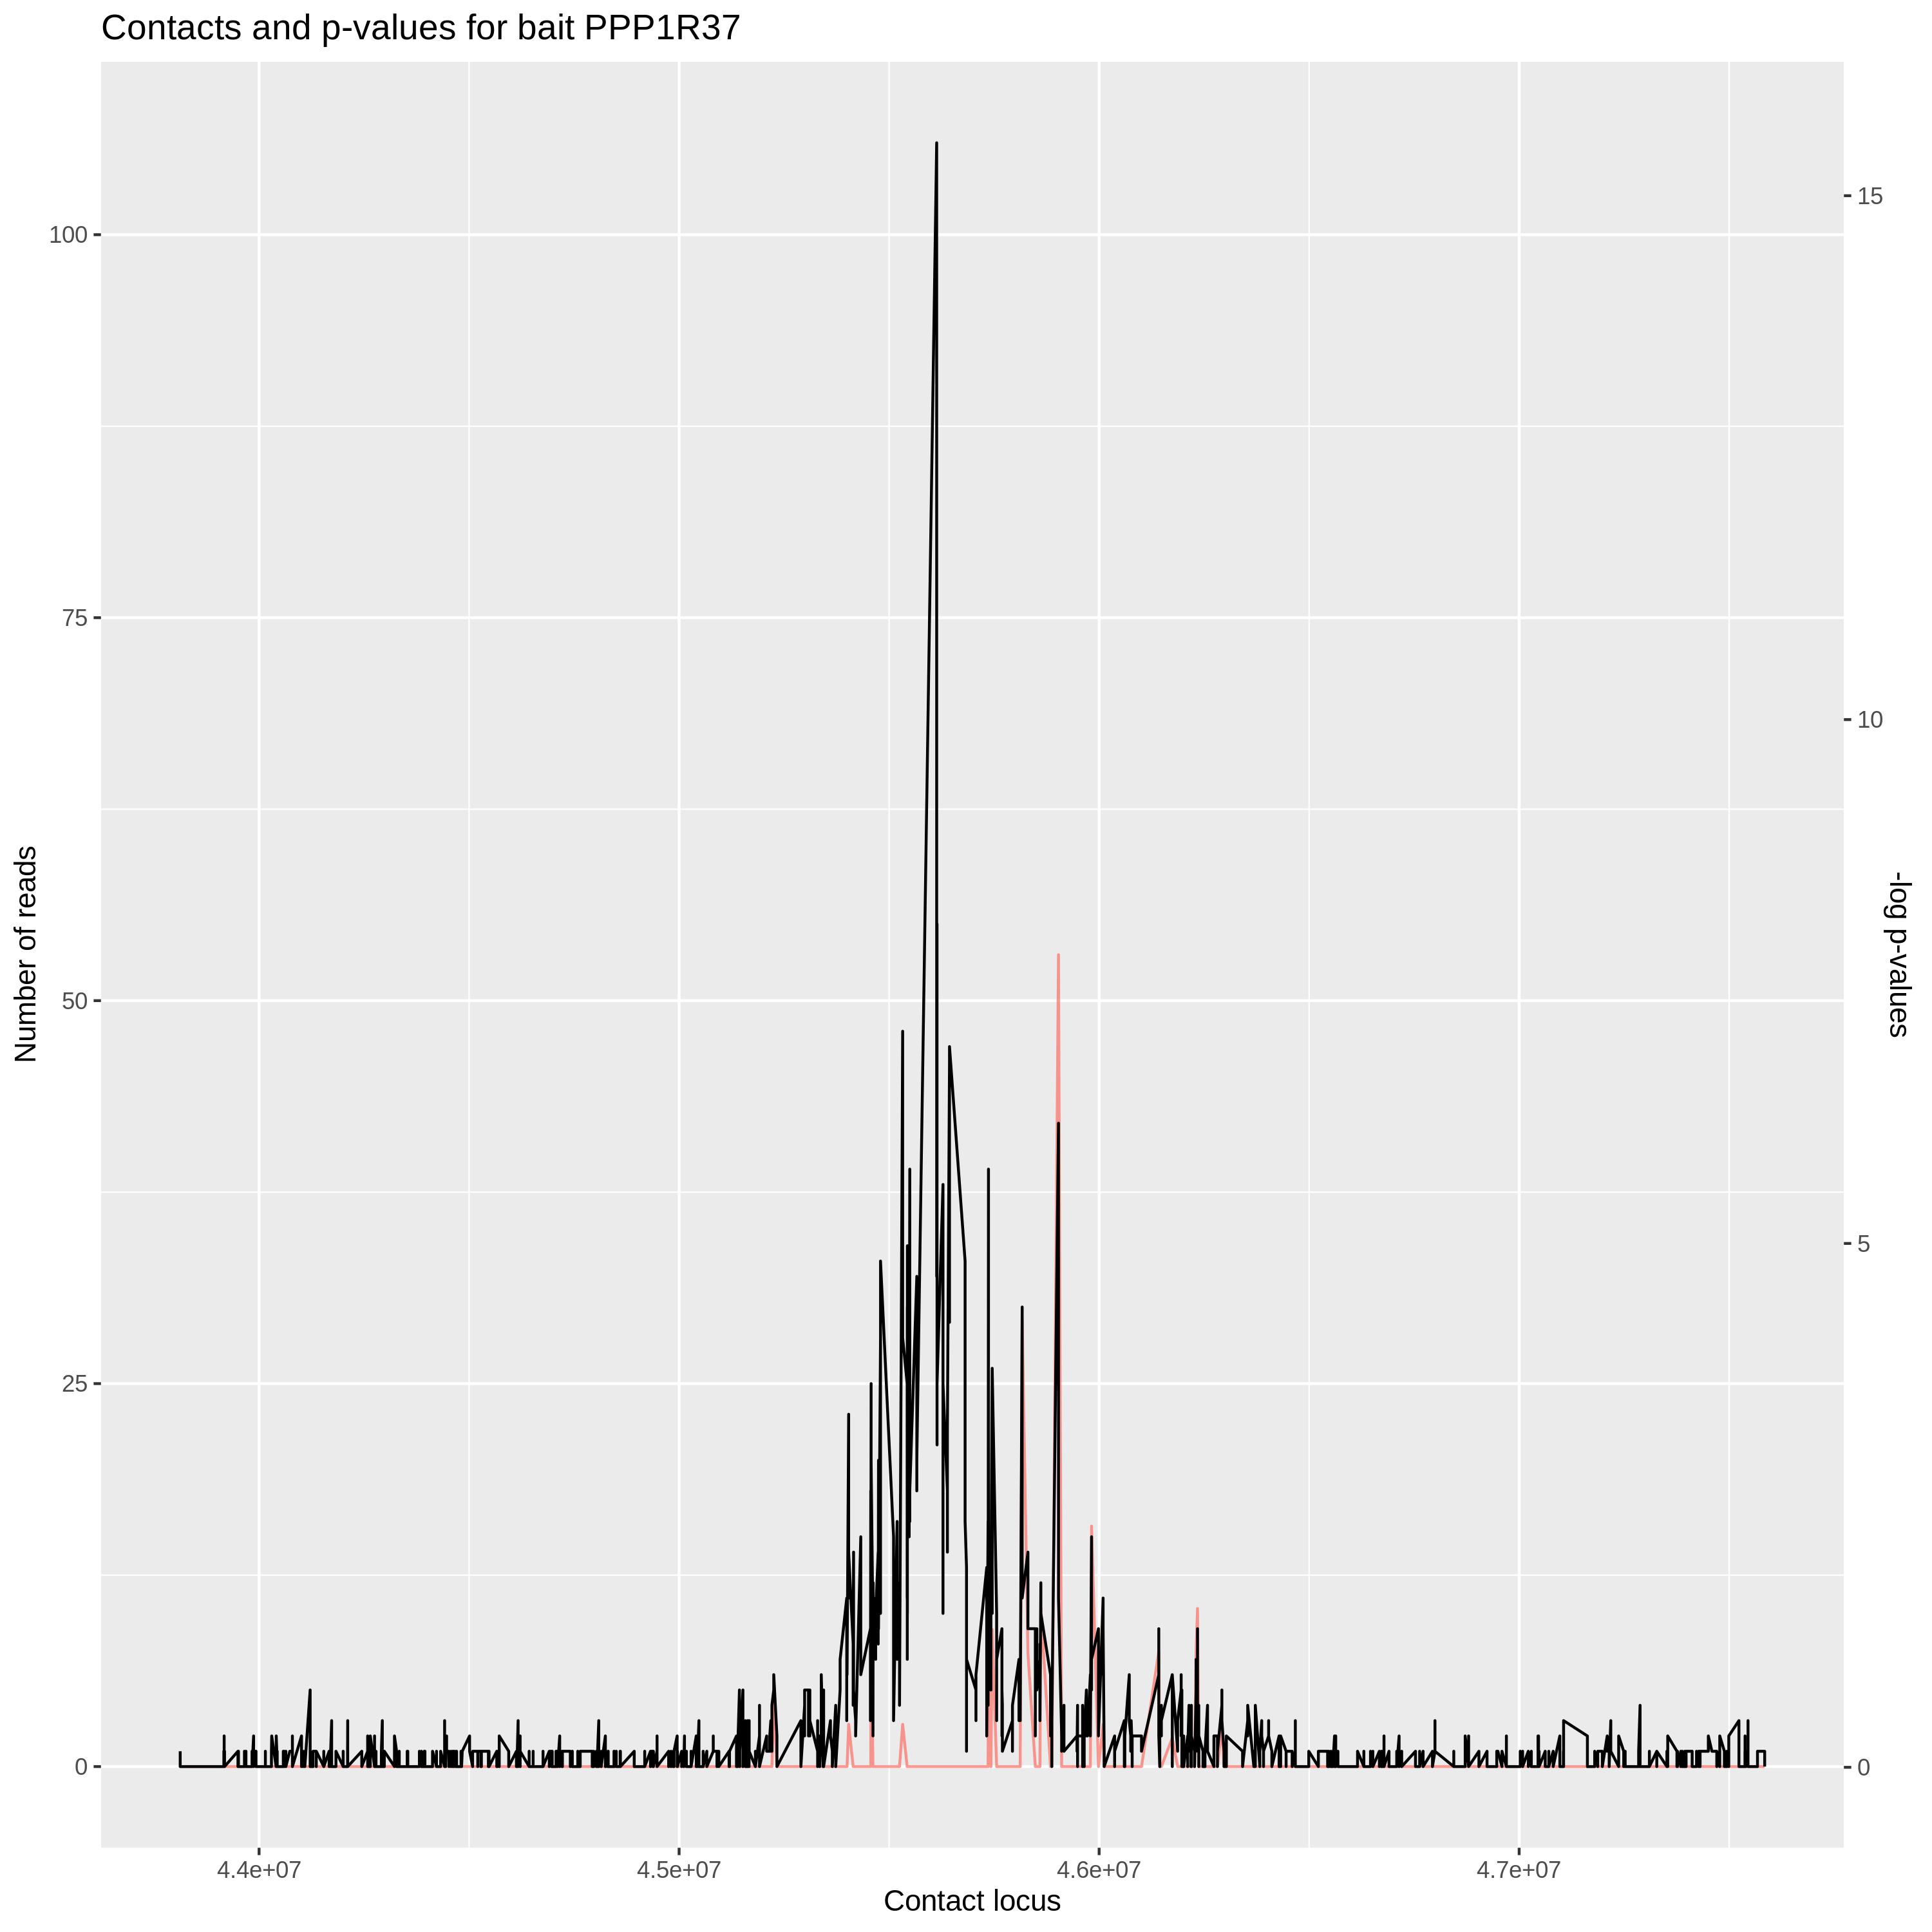 Contacts and p-values for bait PPP1R37
100
75
50
25
0
Number of reads
15
10
5
0
-log p-values
4.4e+07
4.5e+07
4.6e+07
4.7e+07
Contact locus